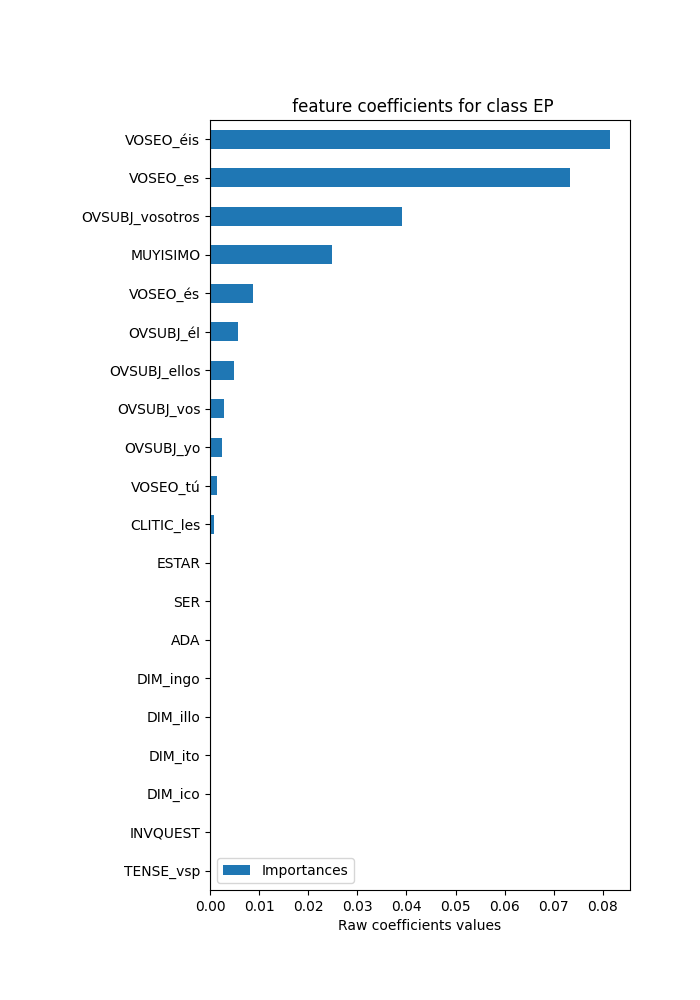 feature coefficients for class EP
VOSEO_éis
VOSEO_es
OVSUBJ_vosotros
MUYISIMO
VOSEO_és
OVSUBJ_él
OVSUBJ_ellos
OVSUBJ_vos
OVSUBJ_yo
VOSEO_tú
CLITIC_les
ESTAR
SER
ADA
DIM_ingo
DIM_illo
DIM_ito
DIM_ico
INVQUEST
TENSE_vsp
Importances
0.00 0.01 0.02 0.03 0.04 0.05 0.06 0.07 0.08
Raw coefficients values